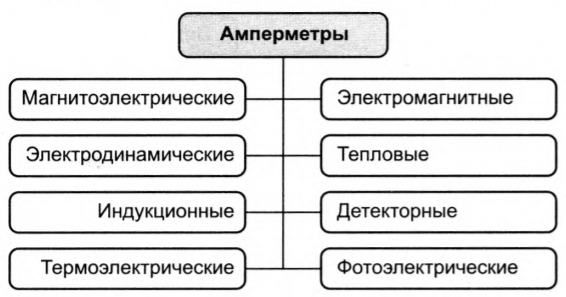 Амперметры
Магнитоэлектрические
Электромагнитные
Электродинамические
Тепловые
Индукционные
Детекторные
Термоэлектрические
Фотоэлектрические